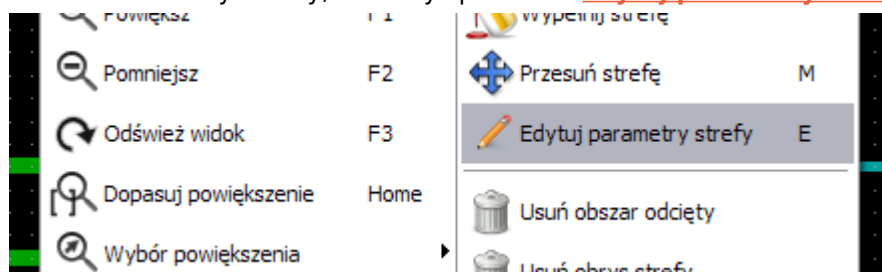 Powiększ F1
Pomniejsz F2
Odśwież widok F3
Dopasuj powiększenie Home
Wybór powiększenia
Wypełnij strefę
Przesuń strefę M
Edytuj parametry strefy E
Usuń obszar odcięty
Usuń obrys strefy